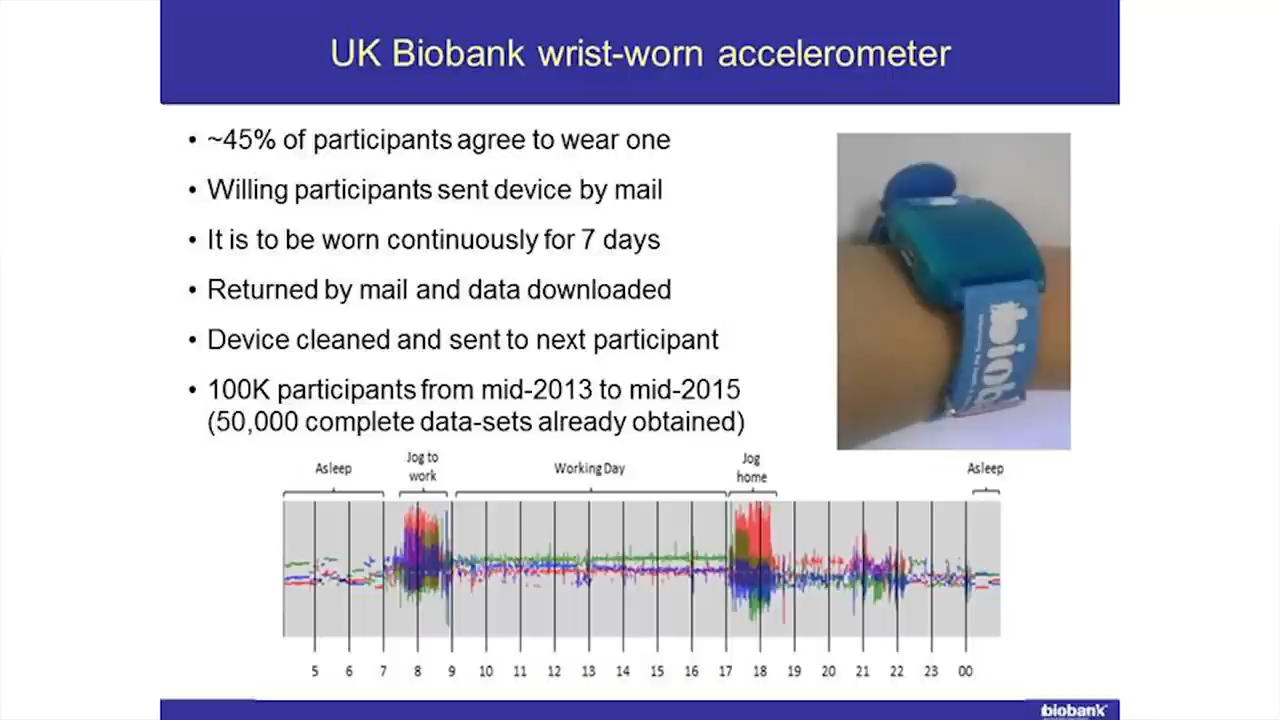 UK Biobank wrist-worn accelerometer
• ~45% of participants agree to wear one
• Willing participants sent device by mail
• It is to be worn continuously for 7 days
• Returned by mail and data downloaded
• Device cleaned and sent to next participant
• 100K participants from mid-2013 to mid-2015
(50,000 complete data-sets already obtained)
biob
Asleep
Jog to
work
Working Day
Jog
home
Asleep
5 6 7 8 9 10 11 12 13 14 15 16 17 18 19 20 21 22 23 00
biobank